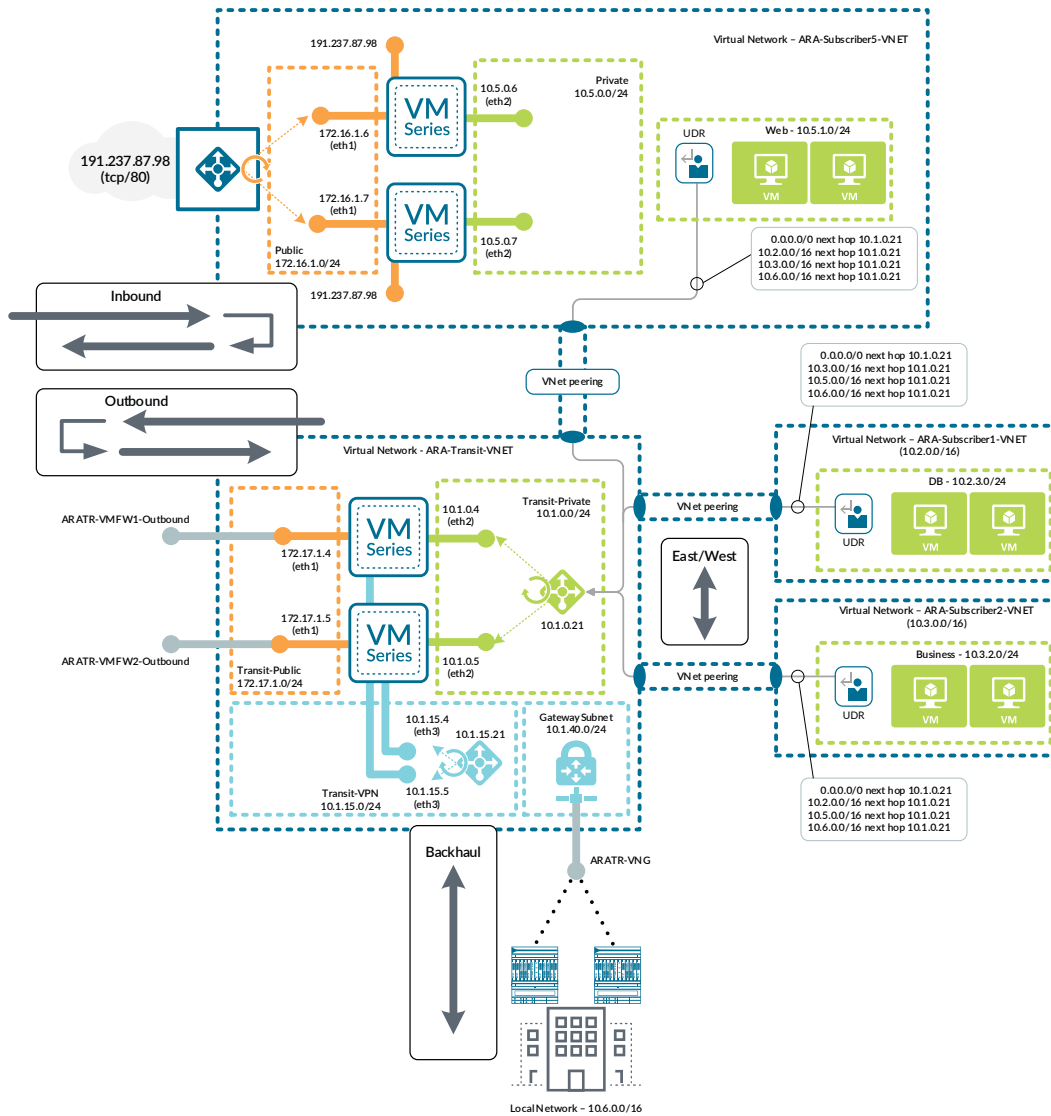 Virtual Network – ARA-Subscriber5-VNET
191.237.87.98
Private
10.5.0.0/24
10.5.0.6
(eth2)
VM
Series
172.16.1.6
(eth1)
191.237.87.98
(tcp/80)
UDR
Web - 10.5.1.0/24
VM
VM
172.16.1.7
(eth1)
VM
Series
10.5.0.7
(eth2)
Public
172.16.1.0/24
191.237.87.98
0.0.0.0/0 next hop 10.1.0.21
10.2.0.0/16 next hop 10.1.0.21
10.3.0.0/16 next hop 10.1.0.21
10.6.0.0/16 next hop 10.1.0.21
Inbound
VNet peering
Outbound
0.0.0.0/0 next hop 10.1.0.21
10.3.0.0/16 next hop 10.1.0.21
10.5.0.0/16 next hop 10.1.0.21
10.6.0.0/16 next hop 10.1.0.21
Virtual Network - ARA-Transit-VNET
Virtual Network – ARA-Subscriber1-VNET
(10.2.0.0/16)
DB - 10.2.3.0/24
UDR
VM
VM
VNet peering
Transit-Private
10.1.0.0/24
10.1.0.4
(eth2)
VM
Series
ARATR-VMFW1-Outbound
172.17.1.4
(eth1)
East/West
10.1.0.21
172.17.1.5
(eth1)
VM
Series
10.1.0.5
(eth2)
ARATR-VMFW2-Outbound
Transit-Public
172.17.1.0/24
Virtual Network – ARA-Subscriber2-VNET
(10.3.0.0/16)
Business - 10.3.2.0/24
UDR
VM
VM
VNet peering
10.1.15.4
(eth3)
10.1.15.21
10.1.15.5
(eth3)
Transit-VPN
10.1.15.0/24
Gateway Subnet
10.1.40.0/24
0.0.0.0/0 next hop 10.1.0.21
10.2.0.0/16 next hop 10.1.0.21
10.5.0.0/16 next hop 10.1.0.21
10.6.0.0/16 next hop 10.1.0.21
Backhaul
ARATR-VNG
Local Network – 10.6.0.0/16